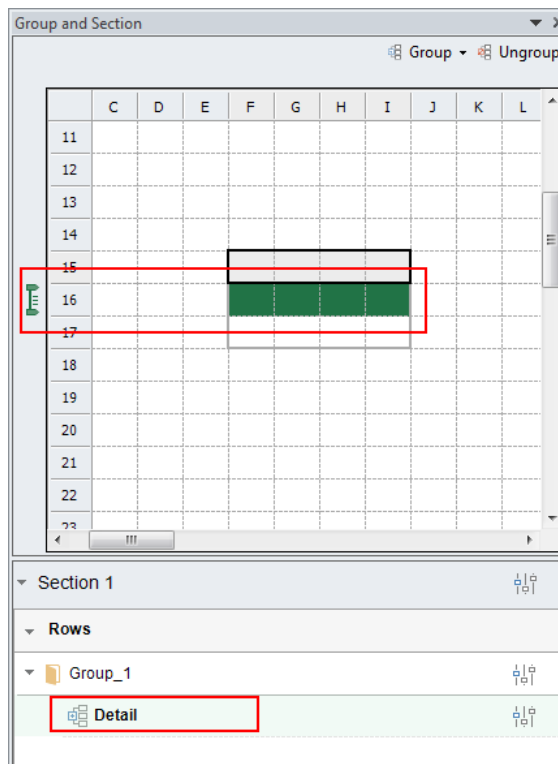 Group and Section
Group Ungroup
C D E F G H I J K L
11
12
13
14
15
16
17
18
19
20
21
22
23
Section 1
Rows
Group_1
Detail